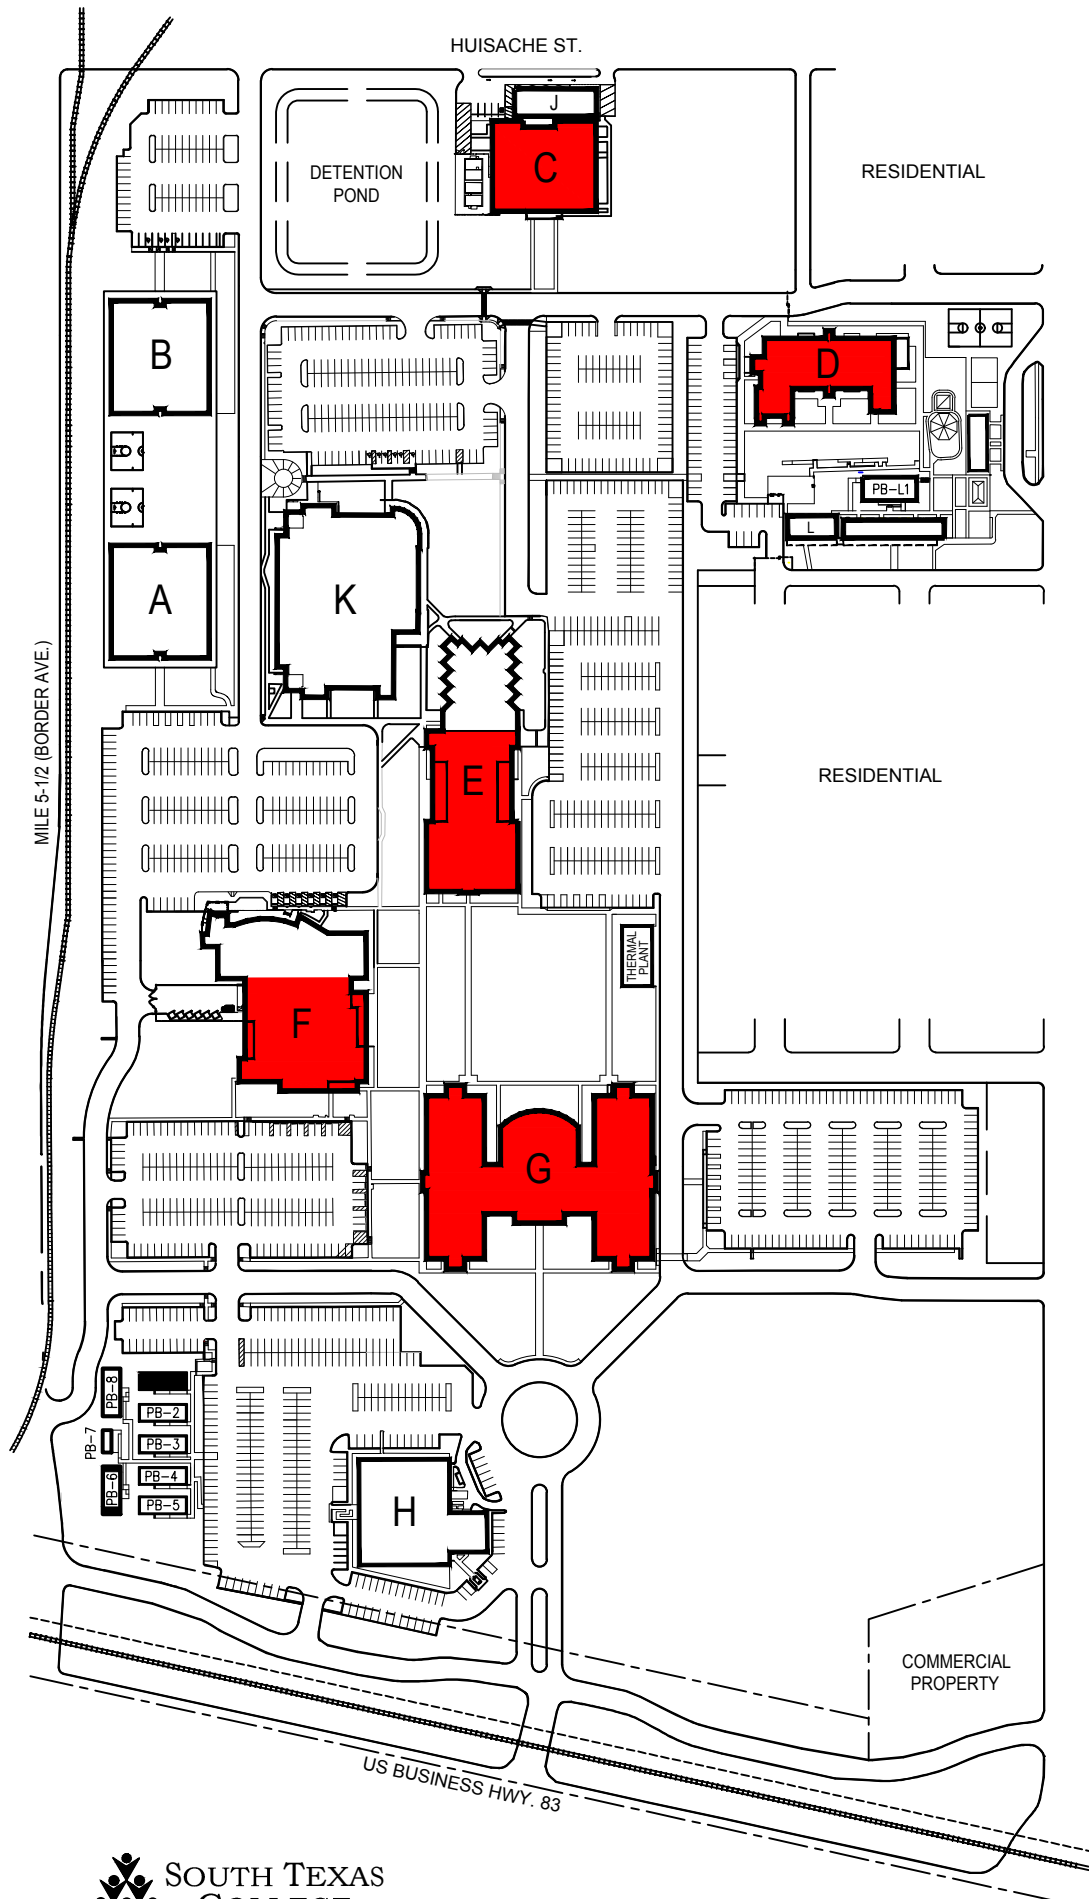 HUISACHE ST.
J
C
DETENTION
POND
RESIDENTIAL
B
D
PB-L1
L
A
K
MILE 5-1/2 (BORDER AVE.)
E
RESIDENTIAL
THERMAL
PLANT
F
G
PB-8
PB-2
PB-7
PB-3
PB-6
PB-4
PB-5
H
COMMERCIAL
PROPERTY
US BUSINESS HWY. 83
SOUTH TEXAS
COLLEGE